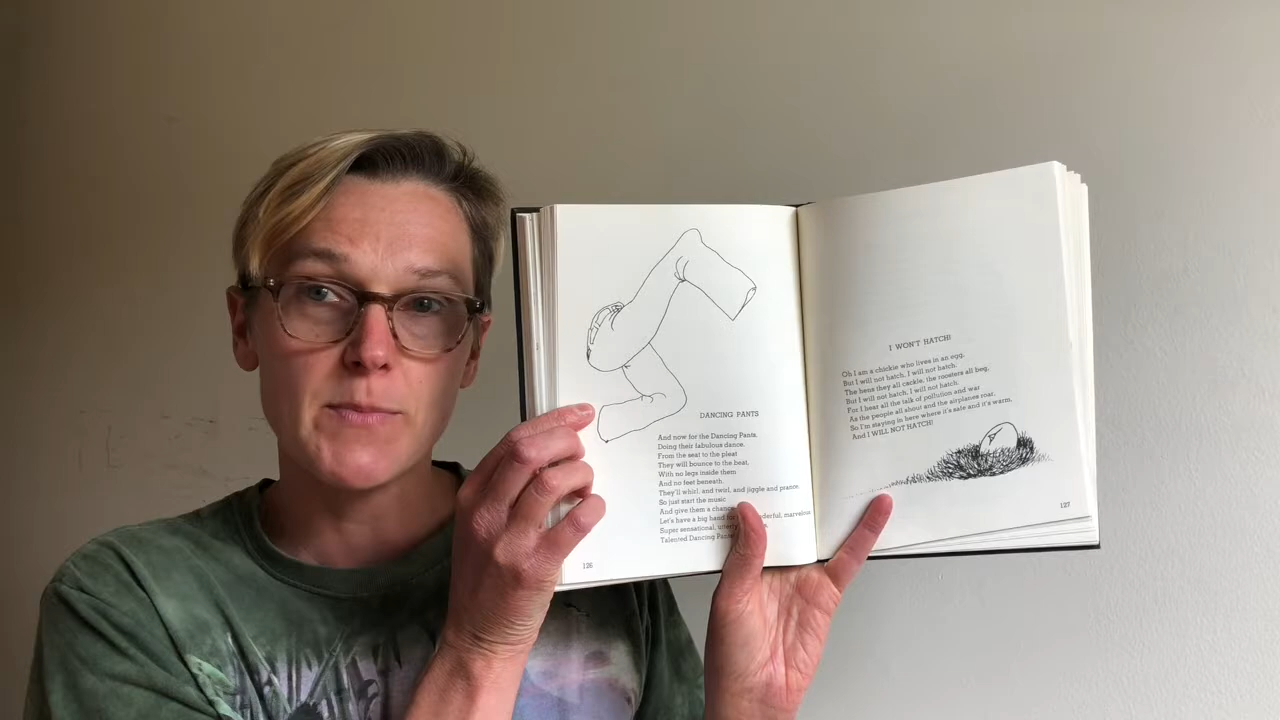 DANCING PANTS
And now for the Dancing Pants,
Doing their fabulous dance.
From the seat to the pleat
They will bounce to the beat,
With no legs inside them
And no feet beneath.
They'll whirl, and twirl, and jiggle and prance,
So just start the music
And give them a chance
Let's have a big hand for marvelous
Super sensational,
Talented Dancing
126
I WON'T HATCH!
Oh I am a chickie who lives in an egg,
But I will not hatch, I will not hatch.
The hens they all cackle, the roosters all beg,
But I will not hatch, I will not hatch.
For I hear all the talk of pollution and war
As the people all shout and the airplanes roar,
So I'm staying in here where it's safe and it's warm,
And I WILL NOT HATCH!
127